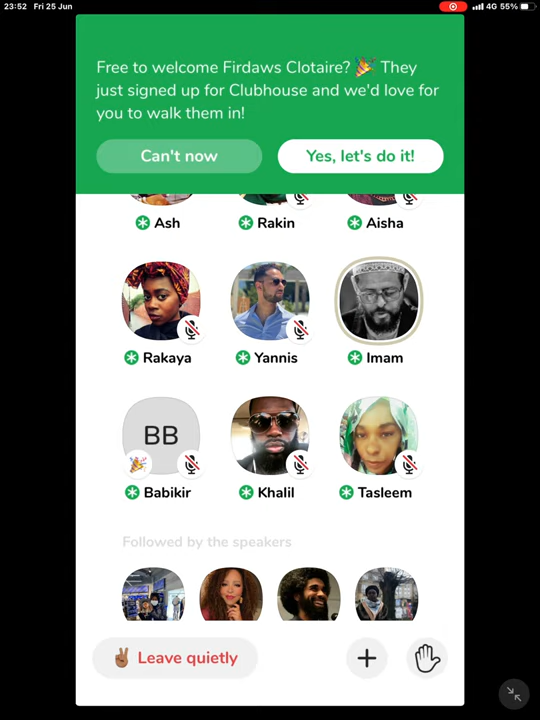 23:52 Fri 25 Jun
4G 55%
Free to welcome Firdaws Clotaire? 🎉 They
just signed up for Clubhouse and we'd love for
you to walk them in!
Can't now
Yes, let's do it!
Ash Rakin Aisha
Rakaya Yannis Imam
BB
Babikir Khalil Tasleem
Followed by the speakers
✌🏽 Leave quietly